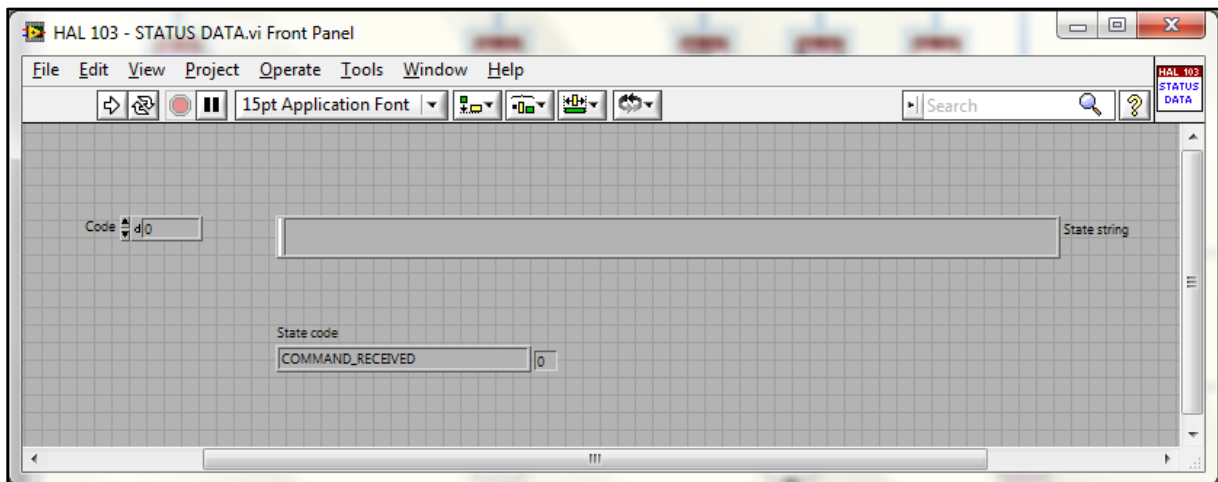 HAL 103 - STATUS DATA.vi Front Panel
File Edit View Project Operate Tools Window Help
HAL 103
STATUS
DATA
15pt Application Font
Search
Code d 0
State string
State code
COMMAND_RECEIVED 0